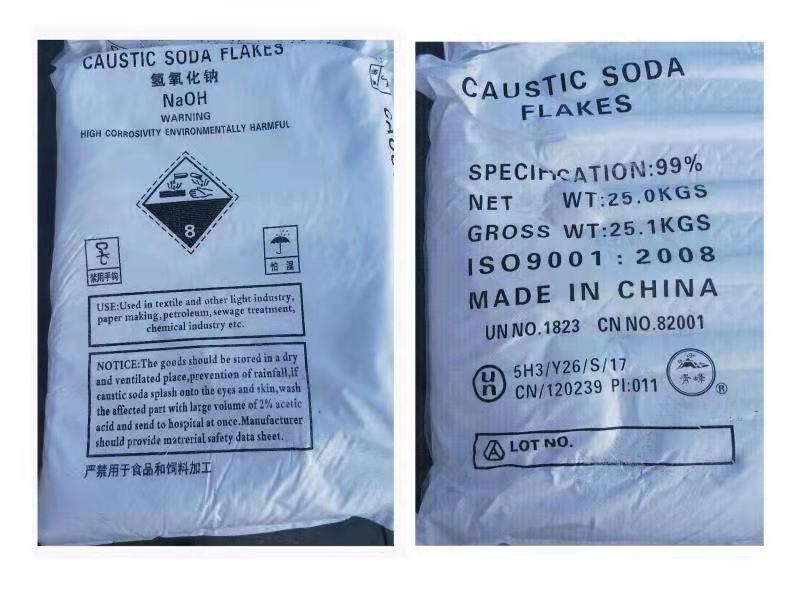 CAUSTIC SODA FLAKES
氢氧化钠
NaOH
WARNING
HIGH CORROSIVITY ENVIRONMENTALLY HARMFUL
8
禁用手钩
怕湿
USE:Used in textile and other light industry,
paper making,petroleum,sewage treatment,
chemical industry etc.
NOTICE:The goods should be stored in a dry
and ventilated place,prevention of rainfall,if
caustic soda splash onto the eyes and skin,wash
the affected part with large volume of 2% acetic
acid and send to hospital at once.Manufacturer
should provide matrerial safety data sheet.
严禁用于食品和饲料加工
CAUSTIC SODA
FLAKES
SPECIFICATION:99%
NET WT:25.0KGS
GROSS WT:25.1KGS
ISO9001:2008
MADE IN CHINA
UN NO.1823 CN NO.82001
un
5H3/Y26/S/17
CN/120239 PI:011
®
A LOT NO.